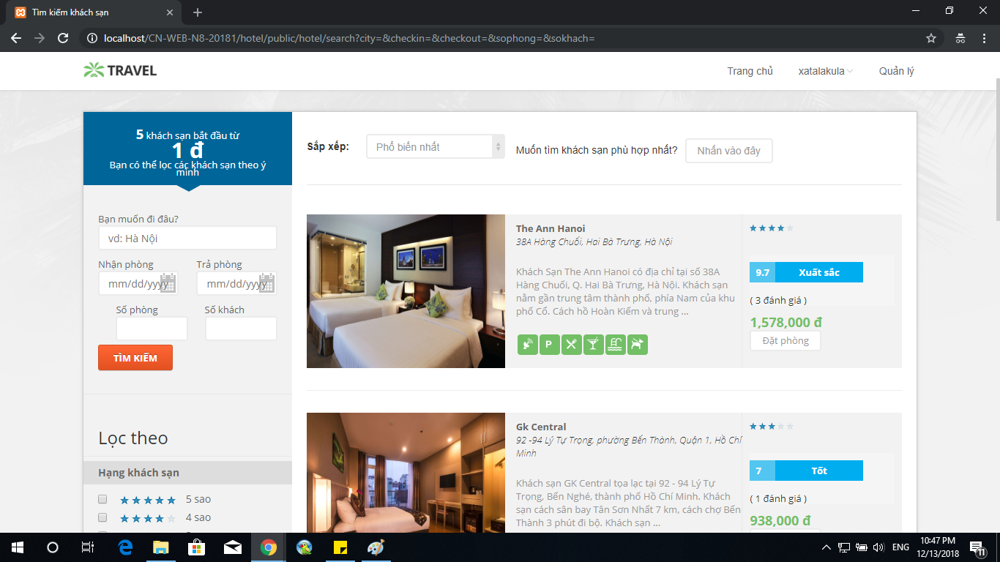 Tìm kiếm khách sạn
localhost/CN-WEB-N8-20181/hotel/public/hotel/search?city=&checkin=&checkout=&sophong=&sokhach=
TRAVEL
Trang chủ
xatalakula
Quản lý
5 khách sạn bắt đầu từ
1 đ
Bạn có thể lọc các khách sạn theo ý
mình
Bạn muốn đi đâu?
vd: Hà Nội
Nhận phòng
Trả phòng
mm/dd/yyyy
mm/dd/yyyy
Số phòng
Số khách
TÌM KIẾM
Lọc theo
Hạng khách sạn
5 sao
4 sao
Sắp xếp:
Phổ biến nhất
Muốn tìm khách sạn phù hợp nhất?
Nhấn vào đây
The Ann Hanoi
38A Hàng Chuối, Hai Bà Trưng, Hà Nội
Khách Sạn The Ann Hanoi có địa chỉ tại số 38A
Hàng Chuối, Q. Hai Bà Trưng, Hà Nội. Khách sạn
nằm gần trung tâm thành phố, phía Nam của khu
phố Cổ. Cách hồ Hoàn Kiếm và trung ...
P
9.7
Xuất sắc
( 3 đánh giá )
1,578,000 đ
Đặt phòng
Gk Central
92 -94 Lý Tự Trọng, phường Bến Thành, Quận 1, Hồ Chí
Minh
Khách sạn GK Central tọa lạc tại 92 - 94 Lý Tự
Trọng, Bến Nghé, thành phố Hồ Chí Minh. Khách
sạn cách sân bay Tân Sơn Nhất 7 km, cách chợ Bến
Thành 3 phút đi bộ. Khách sạn ...
7
Tốt
( 1 đánh giá )
938,000 đ
ENG
10:47 PM
12/13/2018
11